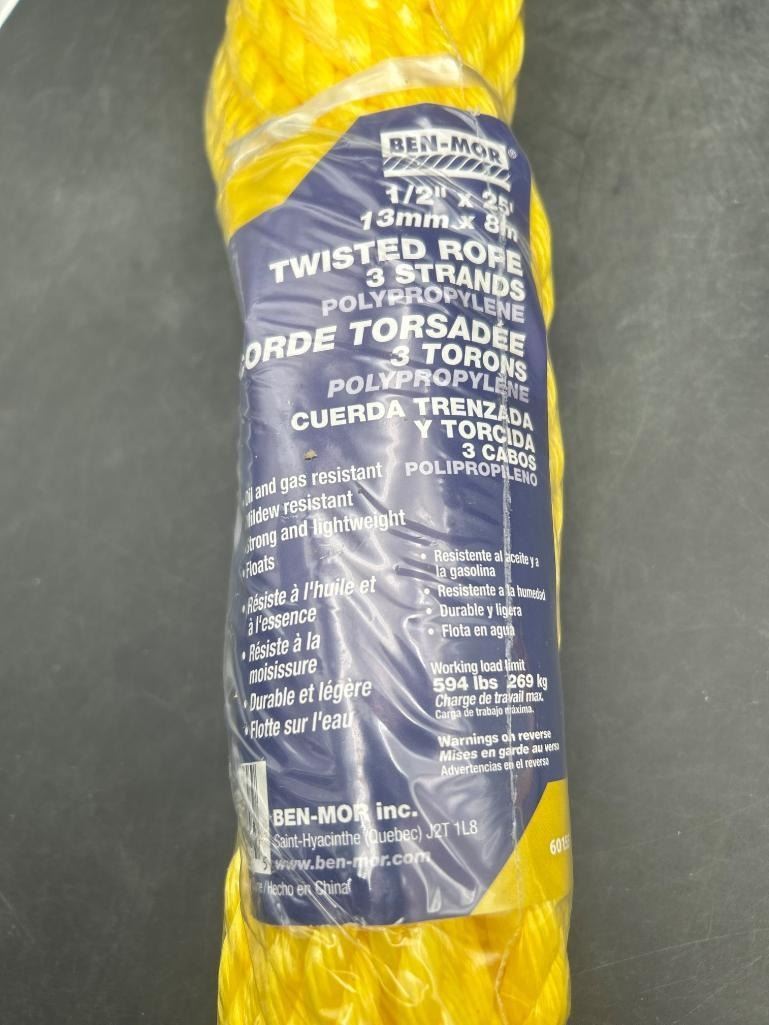 BEN-MOR®
1/2" x 25'
13mm x 8m
TWISTED ROPE
3 STRANDS
POLYPROPYLENE
CORDE TORSADÉE
3 TORONS
POLYPROPYLÈNE
CUERDA TRENZADA
Y TORCIDA
3 CABOS
POLIPROPILENO
Oil and gas resistant
Mildew resistant
Strong and lightweight
• Floats
• Résiste à l'huile et
à l'essence
• Résiste à la
moisissure
• Durable et légère
• Flotte sur l'eau
• Resistente al aceite y a
la gasolina
• Resistente a la humedad
• Durable y ligera
• Flota en agua
Working load limit
594 lbs 269 kg
Charge de travail max.
Carga de trabajo máxima.
Warnings on reverse
Mises en garde au verso
Advertencias en el reverso
BEN-MOR inc.
Saint-Hyacinthe (Quebec) J2T 1L8
www.ben-mor.com
/Hecho en China